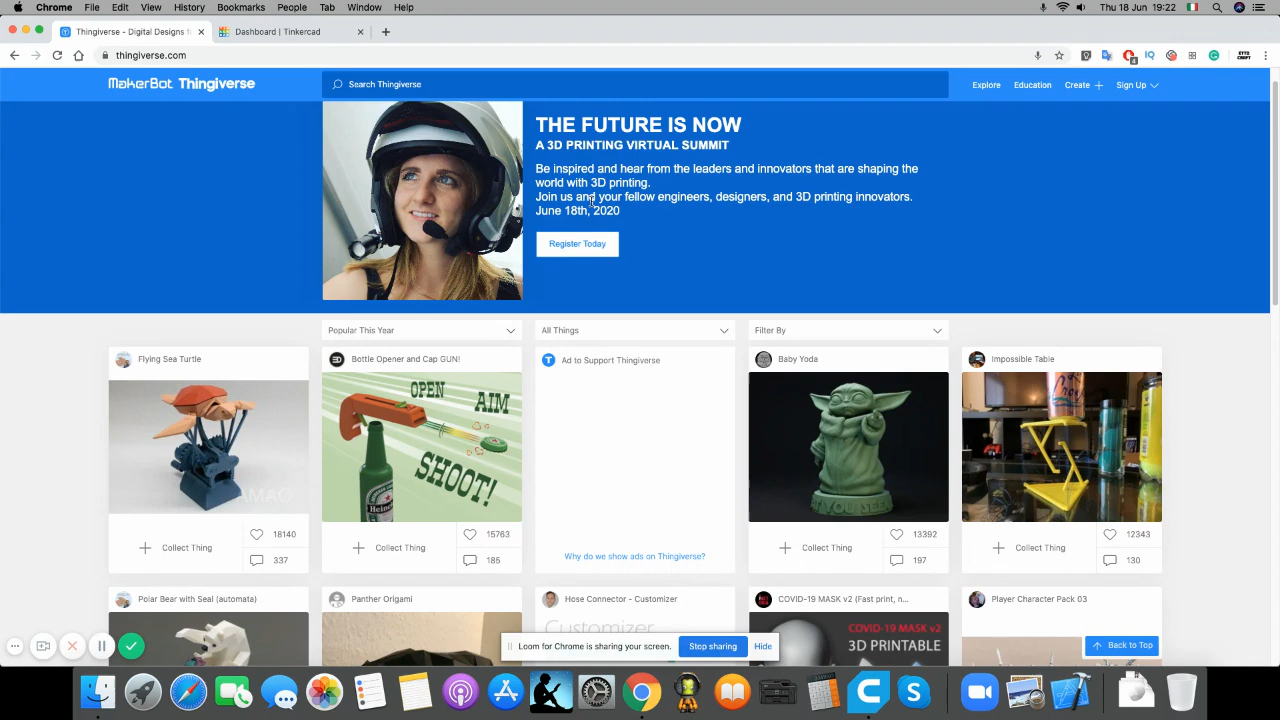 Chrome File Edit View History Bookmarks People Tab Window Help Thu 18 Jun 19:22
Thingiverse - Digital Designs f Dashboard | Tinkercad
thingiverse.com
MakerBot Thingiverse
Search Thingiverse
Explore Education Create Sign Up
THE FUTURE IS NOW
A 3D PRINTING VIRTUAL SUMMIT
Be inspired and hear from the leaders and innovators that are shaping the
world with 3D printing.
Join us and your fellow engineers, designers, and 3D printing innovators.
June 18th, 2020
Register Today
Popular This Year All Things Filter By
Flying Sea Turtle
Collect Thing
18140
337
Bottle Opener and Cap GUN!
OPEN
AIM
SHOOT!
Heineken
Collect Thing
15763
185
Ad to Support Thingiverse
Why do we show ads on Thingiverse?
Baby Yoda
Collect Thing
13392
197
Impossible Table
Collect Thing
12343
130
Polar Bear with Seal (automata)
Panther Origami
Hose Connector - Customizer
Customizer
COVID-19 MASK v2 (Fast print, n...
COVID-19 MASK v2
3D PRINTABLE
Player Character Pack 03
Back to Top
Loom for Chrome is sharing your screen. Stop sharing Hide